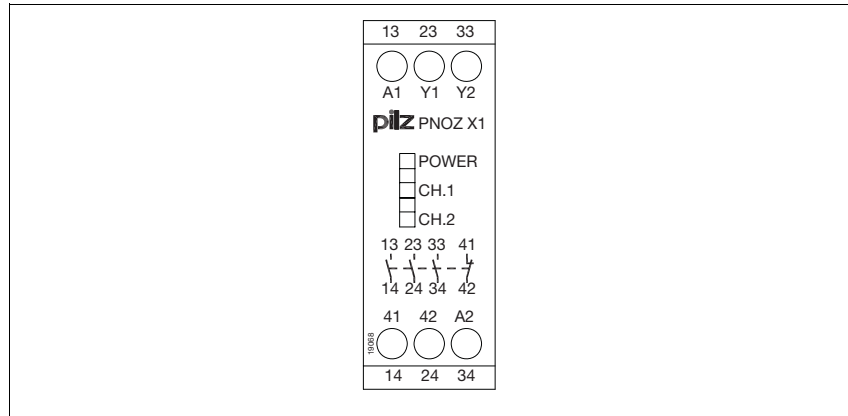 13 23 33
A1 Y1 Y2
pilz PNOZ X1
POWER
CH.1
CH.2
13 23 33 41
14 24 34 42
41 42 A2
19068
14 24 34